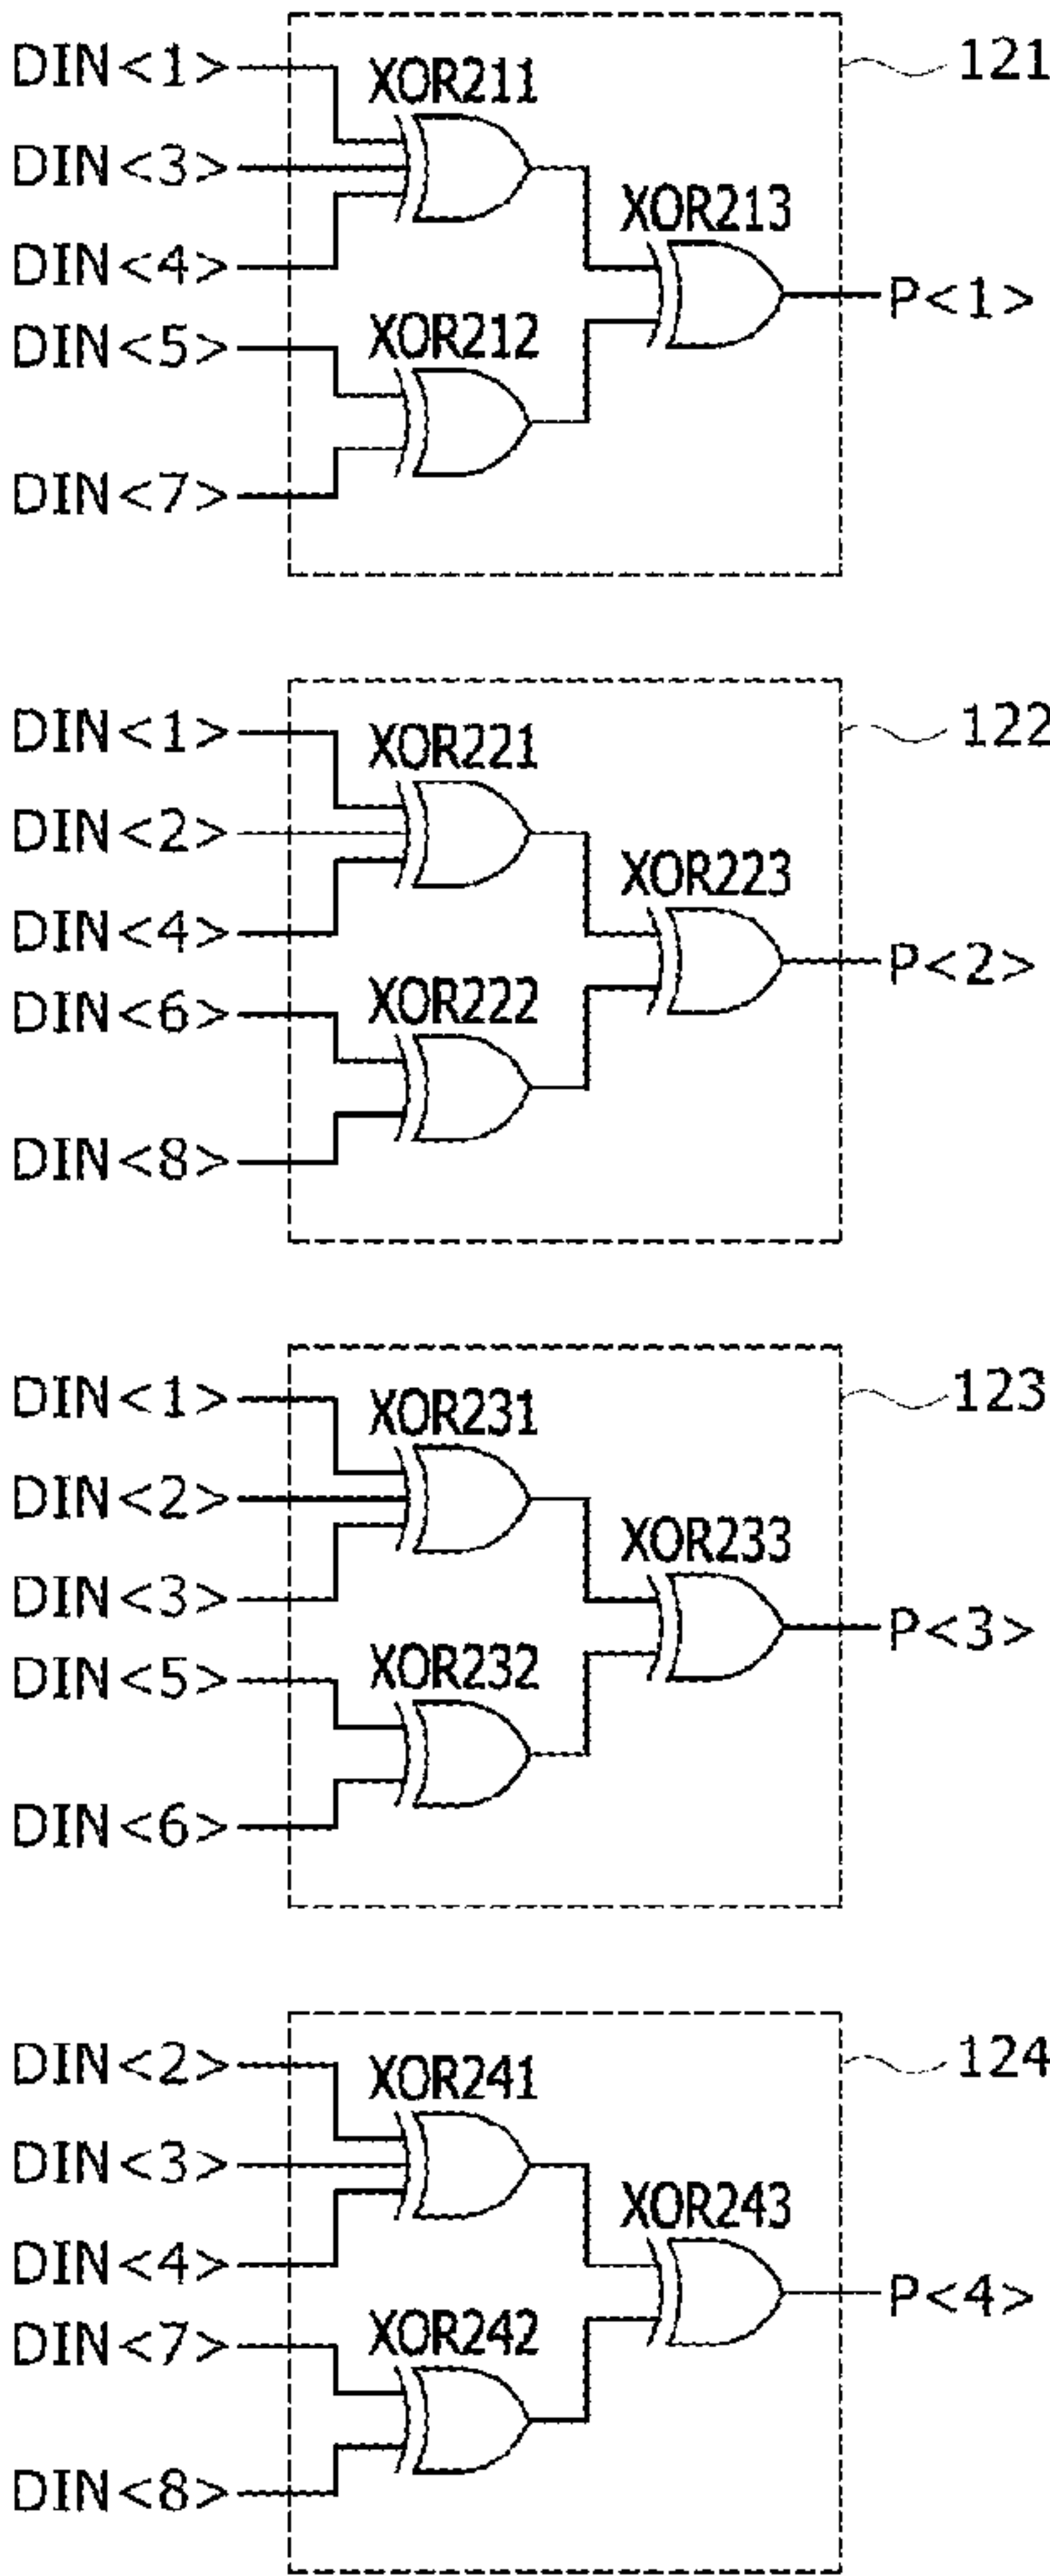 DIN<1>
XOR211
121
DIN<3>
XOR213
DIN<4>
P<1>
DIN<5>
XOR212
DIN<7>
DIN<1>
XOR221
122
DIN<2>
XOR223
DIN<4>
P<2>
DIN<6>
XOR222
DIN<8>
DIN<1>
XOR231
123
DIN<2>
XOR233
DIN<3>
P<3>
DIN<5>
XOR232
DIN<6>
DIN<2>
XOR241
124
DIN<3>
XOR243
DIN<4>
P<4>
DIN<7>
XOR242
DIN<8>